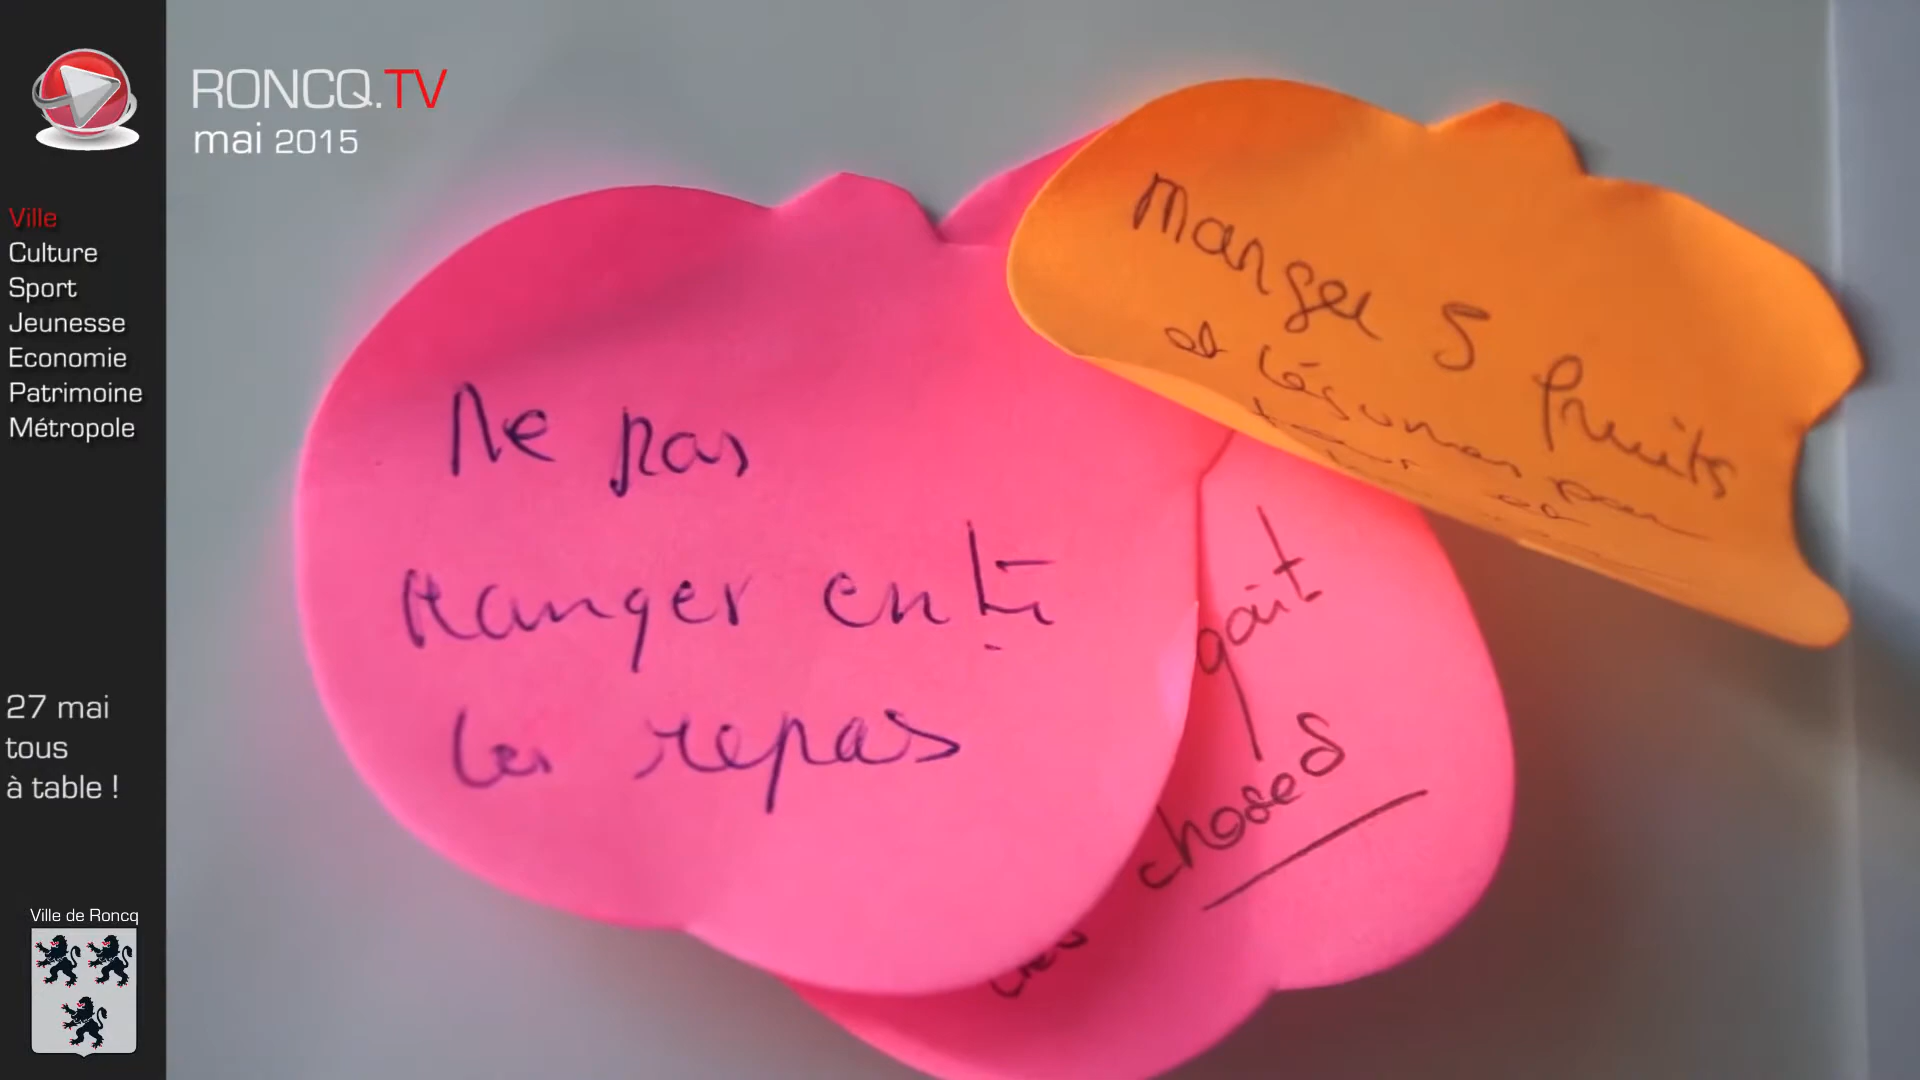 RONCQ.TV
mai 2015
Ville
Culture
Sport
Jeunesse
Economie
Patrimoine
Métropole
27 mai
tous
à table !
Ville de Roncq
Ne pas
manger entre
les repas
manger 5 fruits
et légumes par
goût
choses